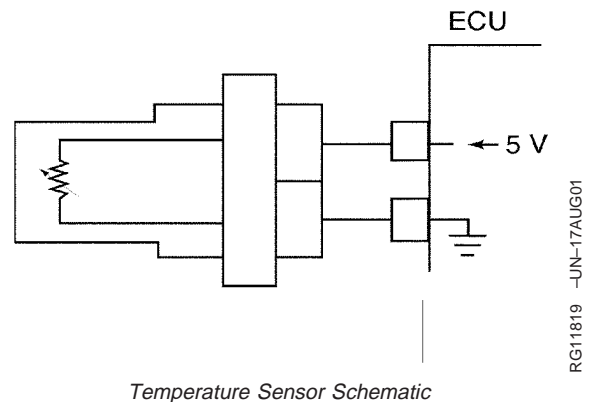 ECU
5 V
RG11819 –UN–17AUG01
Temperature Sensor Schematic